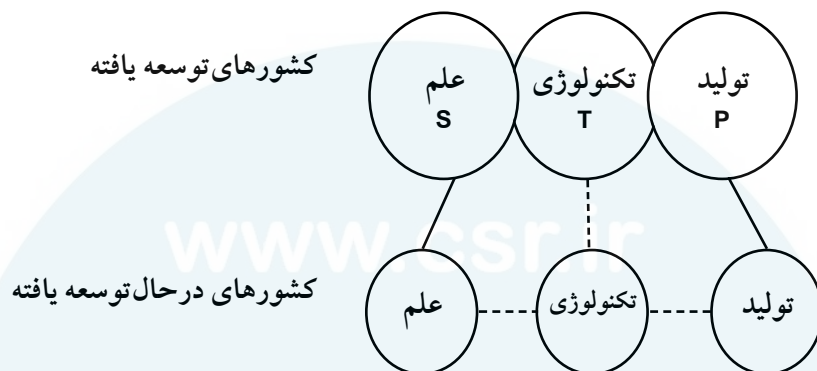 کشورهای توسعه یافته
تولید
P
تکنولوژی
T
علم
S
www.csr.ir
کشورهای درحال توسعه یافته
تولید
تکنولوژی
علم